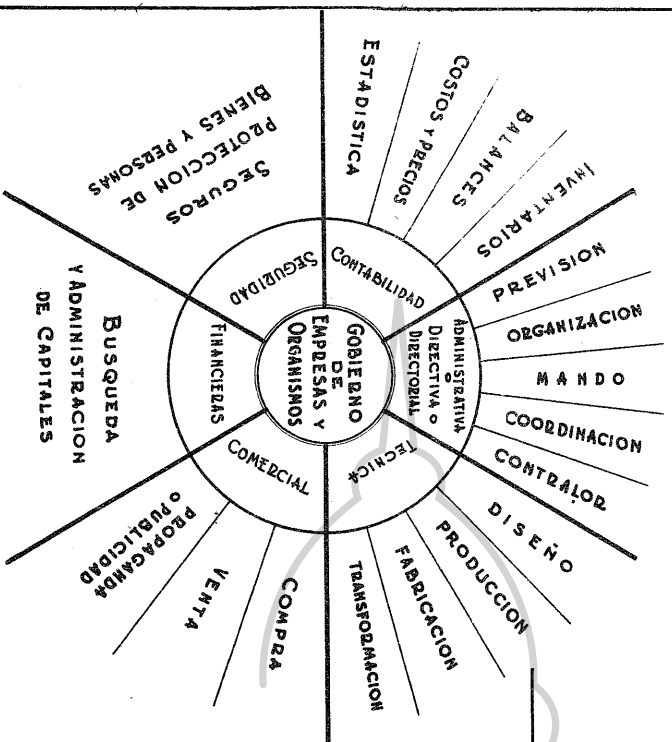 GOBIERNO
DE
EMPRESAS Y
ORGANISMOS
CONTABILIDAD
ESTADISTICA
COSTOS Y PRECIOS
BALANCES
INVENTARIOS
ADMINISTRATIVA
O
DIRECTIVA O
DIRECTORIAL
PREVISION
ORGANIZACION
MANDO
COORDINACION
CONTRALOR
TECNICA
DISEÑO
PRODUCCION
FABRICACION
TRANSFORMACION
COMERCIAL
COMPRA
VENTA
PROPAGANDA
O PUBLICIDAD
FINANCIERAS
BUSQUEDA
Y ADMINISTRACION
DE CAPITALES
SEGURIDAD
SEGUROS
PROTECCION DE
BIENES Y PERSONAS